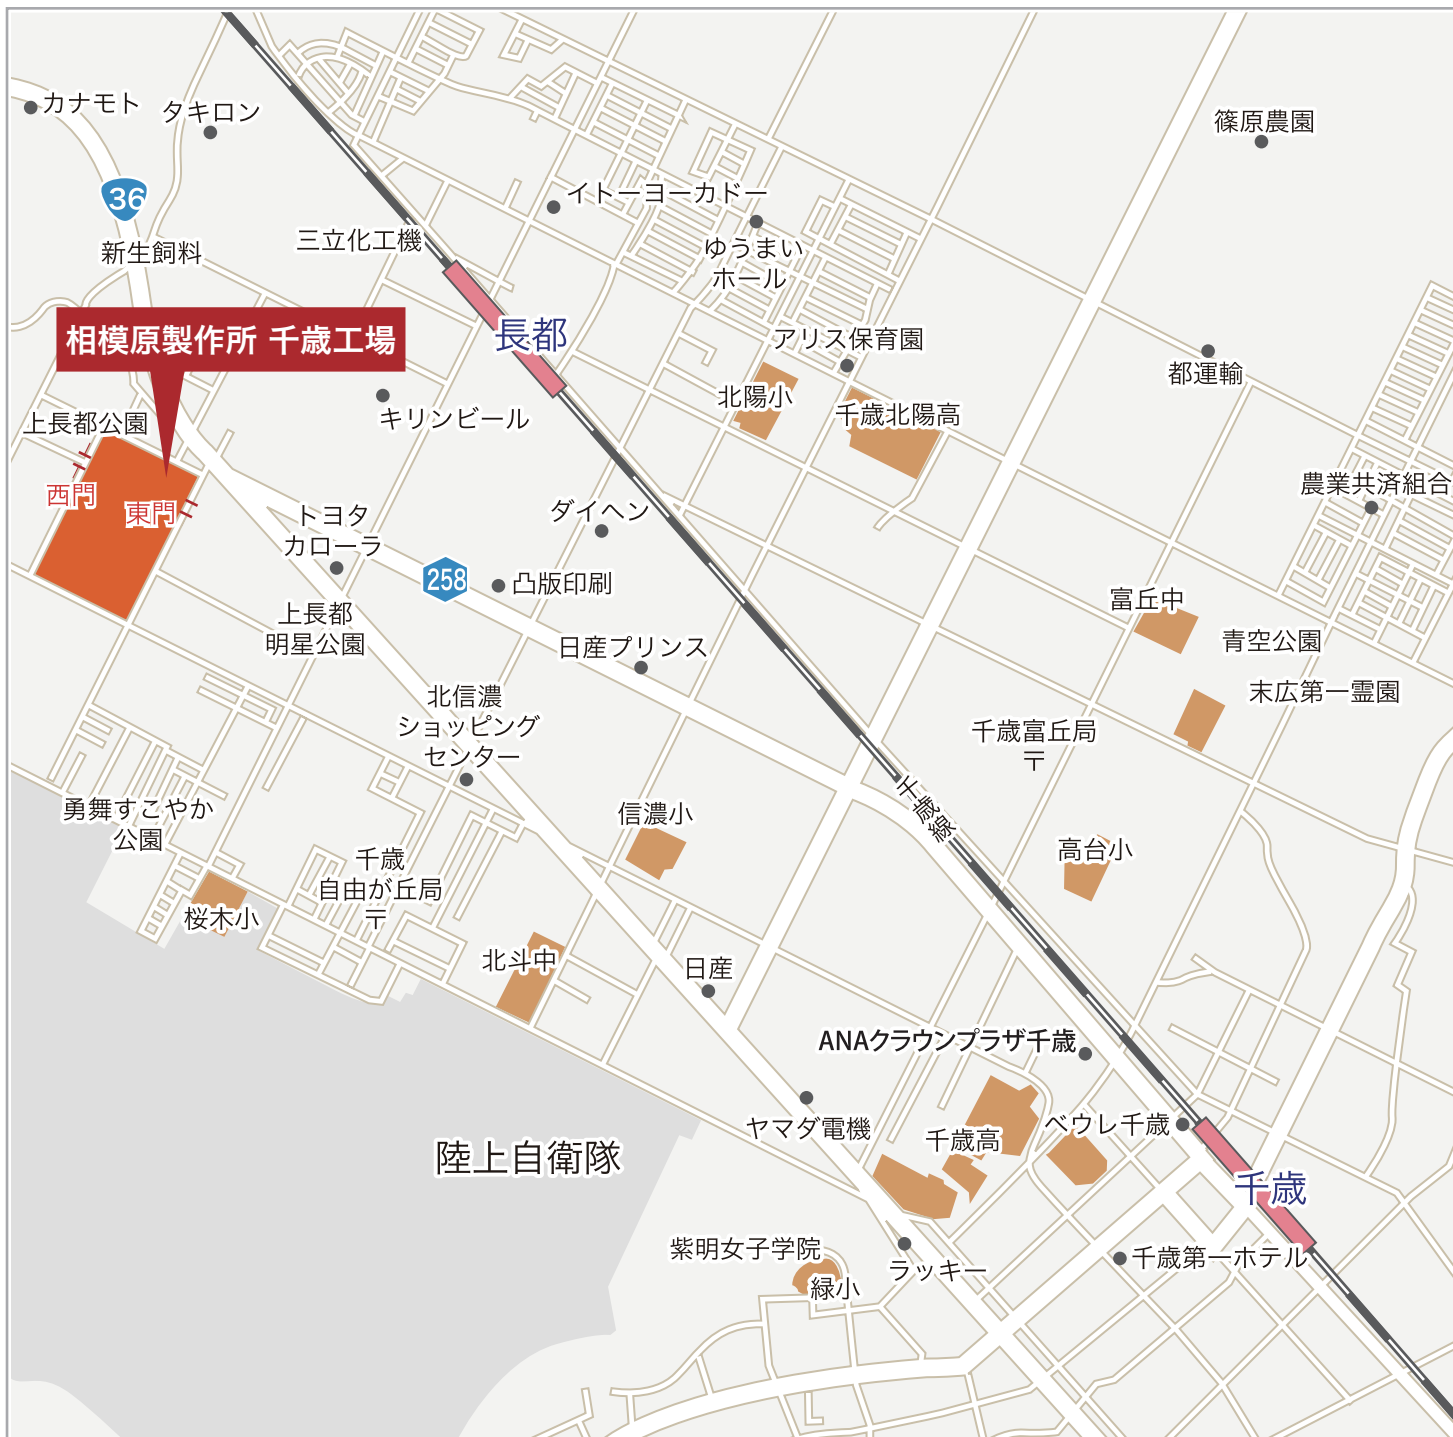 カナモト
タキロン
篠原農園
36
イトーヨーカドー
新生飼料
三立化工機
ゆうまい
ホール
相模原製作所 千歳工場
長都
アリス保育園
都運輸
北陽小
千歳北陽高
キリンビール
上長都公園
西門
東門
農業共済組合
トヨタ
カローラ
ダイヘン
258
凸版印刷
富丘中
上長都
明星公園
日産プリンス
青空公園
末広第一霊園
北信濃
ショッピング
センター
千歳富丘局
〒
千歳線
勇舞すこやか
公園
信濃小
高台小
千歳
自由が丘局
〒
桜木小
北斗中
日産
ANAクラウンプラザ千歳
ヤマダ電機
千歳高
ベウレ千歳
陸上自衛隊
千歳
紫明女子学院
緑小
ラッキー
千歳第一ホテル